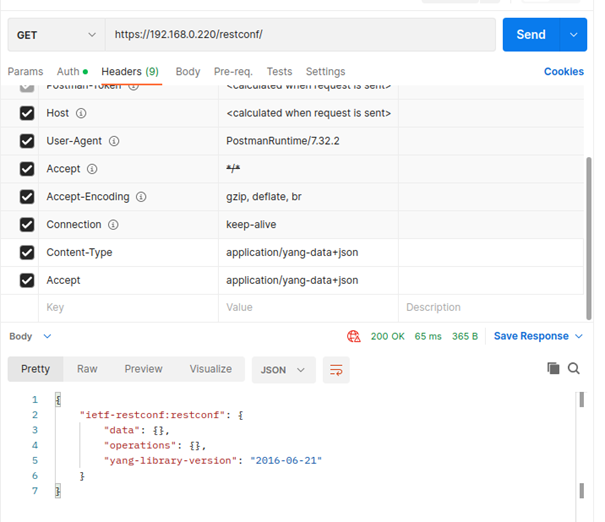 GET https://192.168.0.220/restconf/ Send
Params Auth Headers (9) Body Pre-req. Tests Settings Cookies
Postman-Token <calculated when request is sent>
Host <calculated when request is sent>
User-Agent PostmanRuntime/7.32.2
Accept */*
Accept-Encoding gzip, deflate, br
Connection keep-alive
Content-Type application/yang-data+json
Accept application/yang-data+json
Key Value Description
Body 200 OK 65 ms 365 B Save Response
Pretty Raw Preview Visualize JSON
1 {
2 "ietf-restconf:restconf": {
3 "data": {},
4 "operations": {},
5 "yang-library-version": "2016-06-21"
6 }
7 }